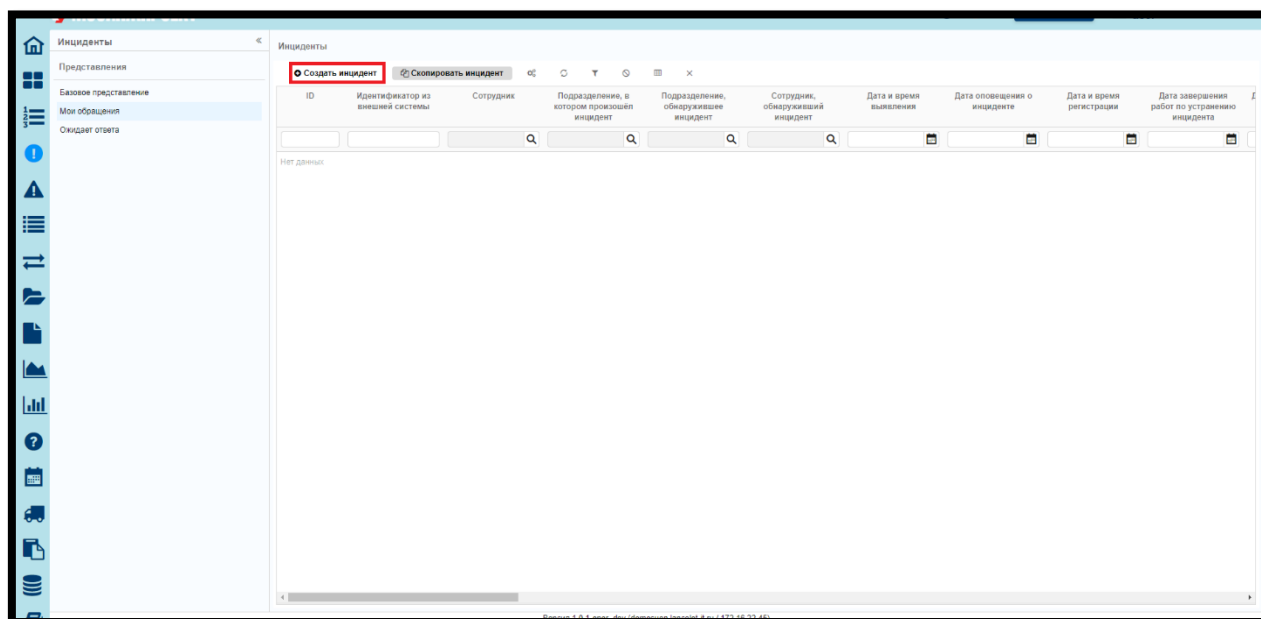 Инциденты
Инциденты
Представления
Создать инцидент
Скопировать инцидент
Базовое представление
Мои обращения
Ожидает ответа
ID
Идентификатор из
внешней системы
Сотрудник
Подразделение, в
котором произошёл
инцидент
Подразделение,
обнаружившее
инцидент
Сотрудник,
обнаруживший
инцидент
Дата и время
выявления
Дата оповещения о
инциденте
Дата и время
регистрации
Дата завершения
работ по устранению
инцидента
Нет данных